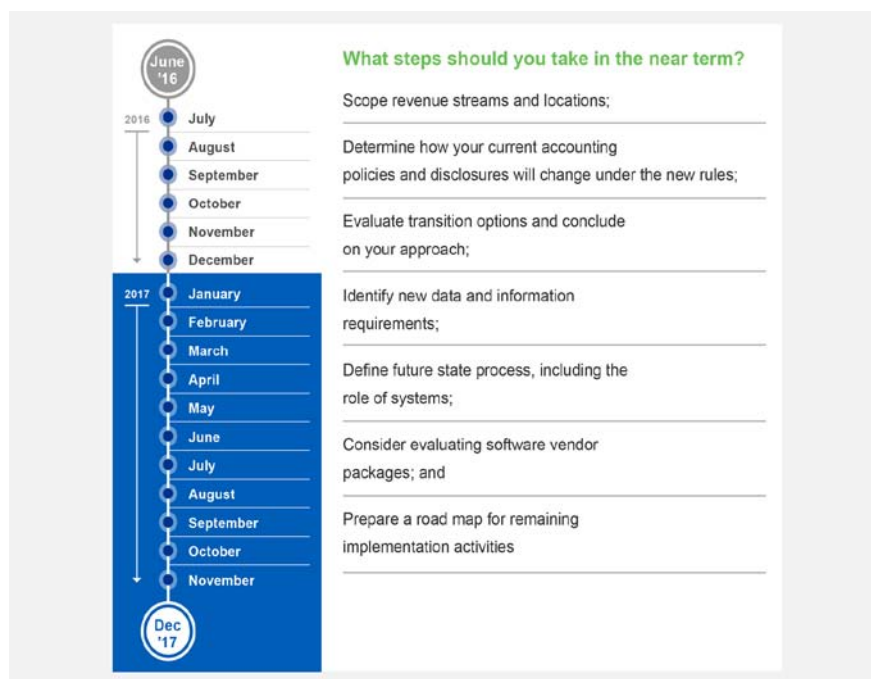 June
'16
2016
July
August
September
October
November
December
2017
January
February
March
April
May
June
July
August
September
October
November
Dec
'17
What steps should you take in the near term?
Scope revenue streams and locations;
Determine how your current accounting
policies and disclosures will change under the new rules;
Evaluate transition options and conclude
on your approach;
Identify new data and information
requirements;
Define future state process, including the
role of systems;
Consider evaluating software vendor
packages; and
Prepare a road map for remaining
implementation activities